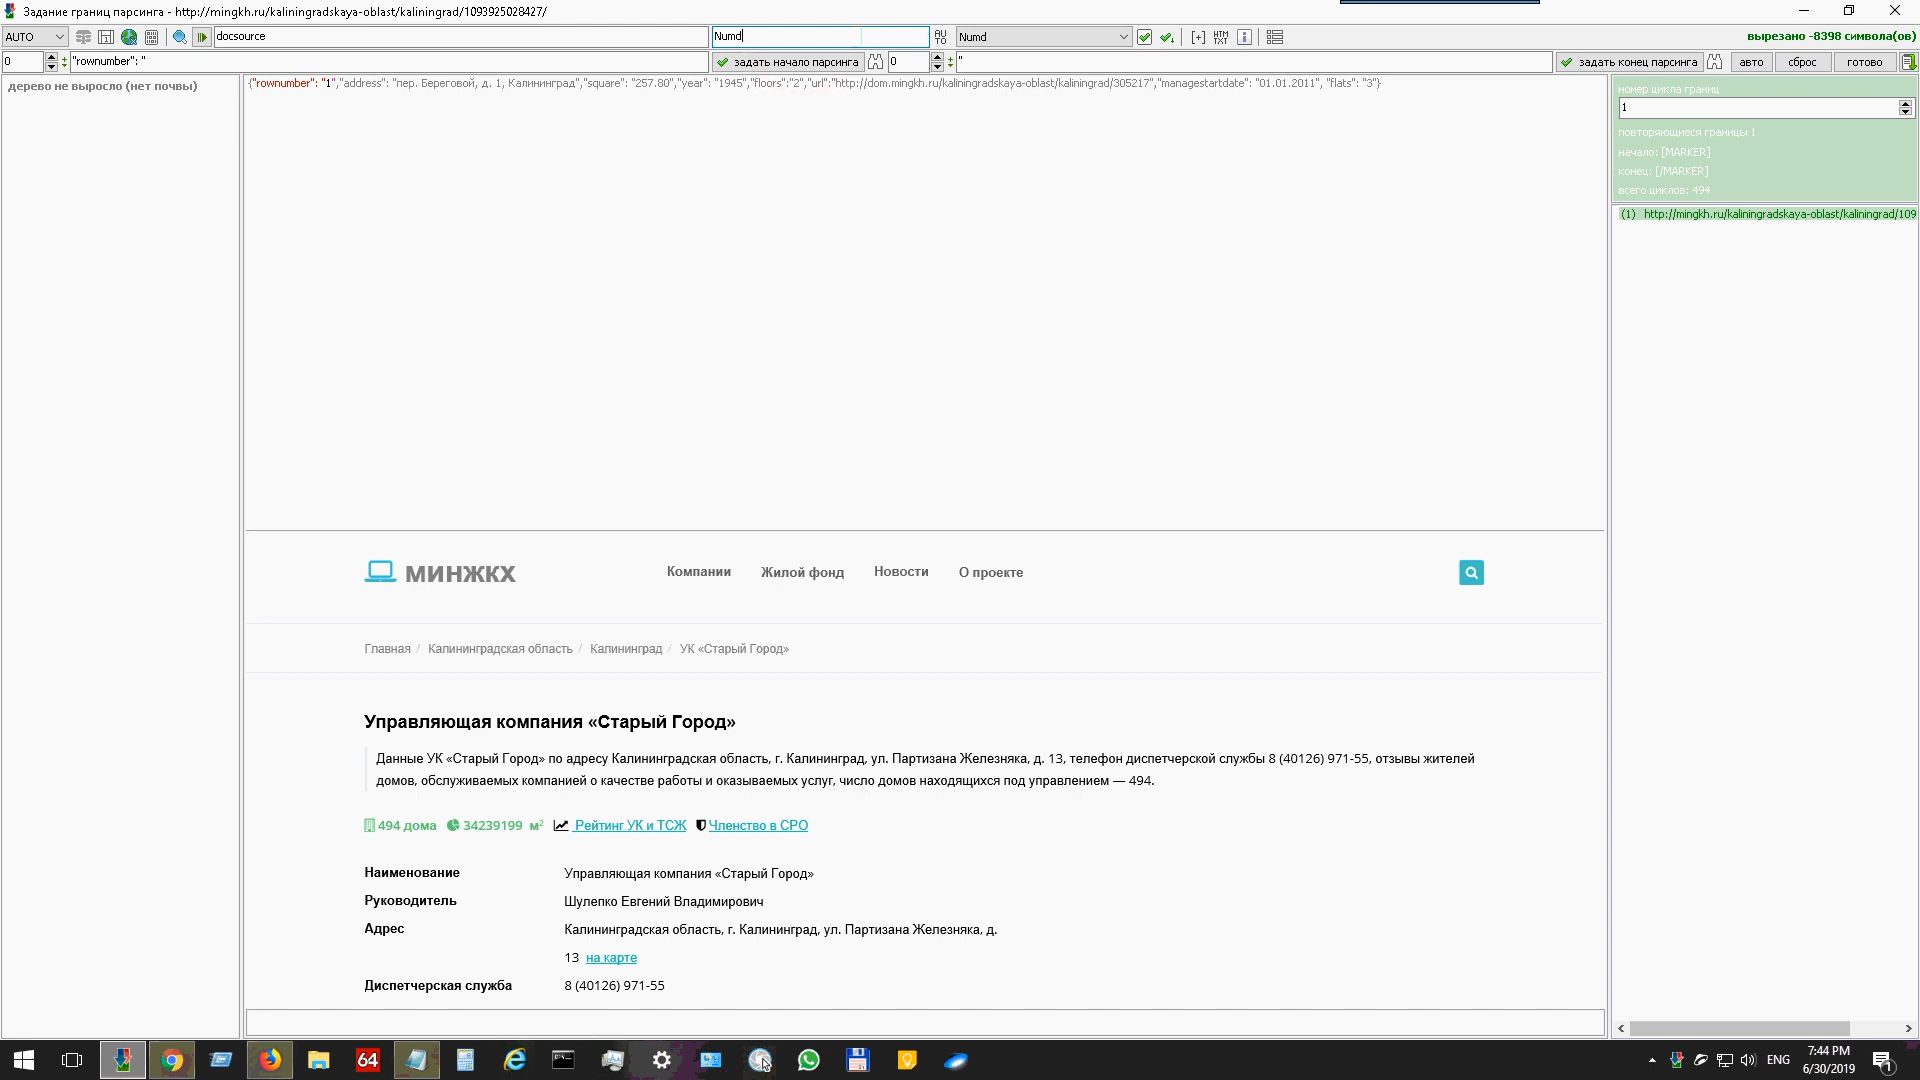 Задание границ парсинга - http://mingkh.ru/kaliningradskaya-oblast/kaliningrad/1093925028427/
AUTO
docsource
Numd
AU TO
Numd
[+]
HTM TXT
вырезано -8398 символа(ов)
0
"rownumber": "
задать начало парсинга
0
"
задать конец парсинга
авто
сброс
готово
дерево не выросло (нет почвы)
{"rownumber": "1","address": "пер. Береговой, д. 1, Калининград","square": "257.80","year": "1945","floors":"2","url":"http://dom.mingkh.ru/kaliningradskaya-oblast/kaliningrad/305217","managestartdate": "01.01.2011", "flats": "3"}
номер цикла границ
1
повторяющиеся границы 1
начало: [MARKER]
конец: [/MARKER]
всего циклов: 494
(1) http://mingkh.ru/kaliningradskaya-oblast/kaliningrad/109
МИНЖКХ
Компании
Жилой фонд
Новости
О проекте
Главная / Калининградская область / Калининград / УК «Старый Город»
Управляющая компания «Старый Город»
Данные УК «Старый Город» по адресу Калининградская область, г. Калининград, ул. Партизана Железняка, д. 13, телефон диспетчерской службы 8 (40126) 971-55, отзывы жителей
домов, обслуживаемых компанией о качестве работы и оказываемых услуг, число домов находящихся под управлением — 494.
494 дома 34239199 м² Рейтинг УК и ТСЖ Членство в СРО
Наименование Управляющая компания «Старый Город»
Руководитель Шулепко Евгений Владимирович
Адрес Калининградская область, г. Калининград, ул. Партизана Железняка, д.
13 на карте
Диспетчерская служба 8 (40126) 971-55
64
ENG
7:44 PM
6/30/2019
1